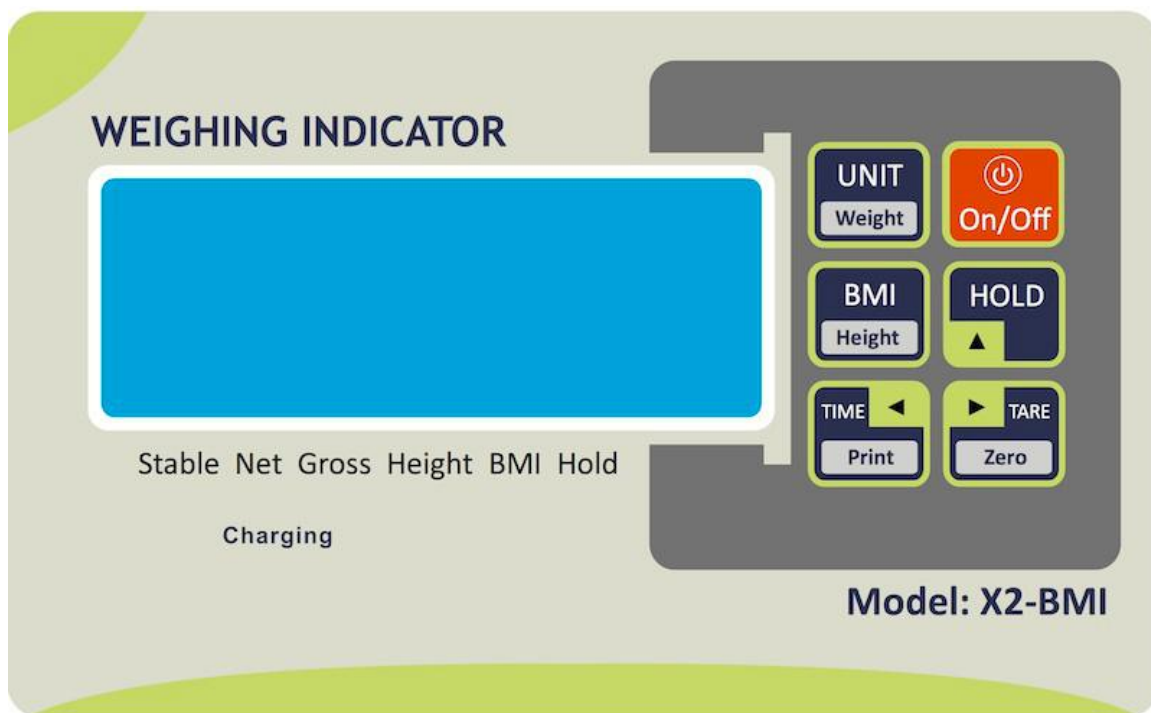 WEIGHING INDICATOR
UNIT
Weight
On/Off
BMI
Height
HOLD
TIME
Print
TARE
Zero
Stable Net Gross Height BMI Hold
Charging
Model: X2-BMI